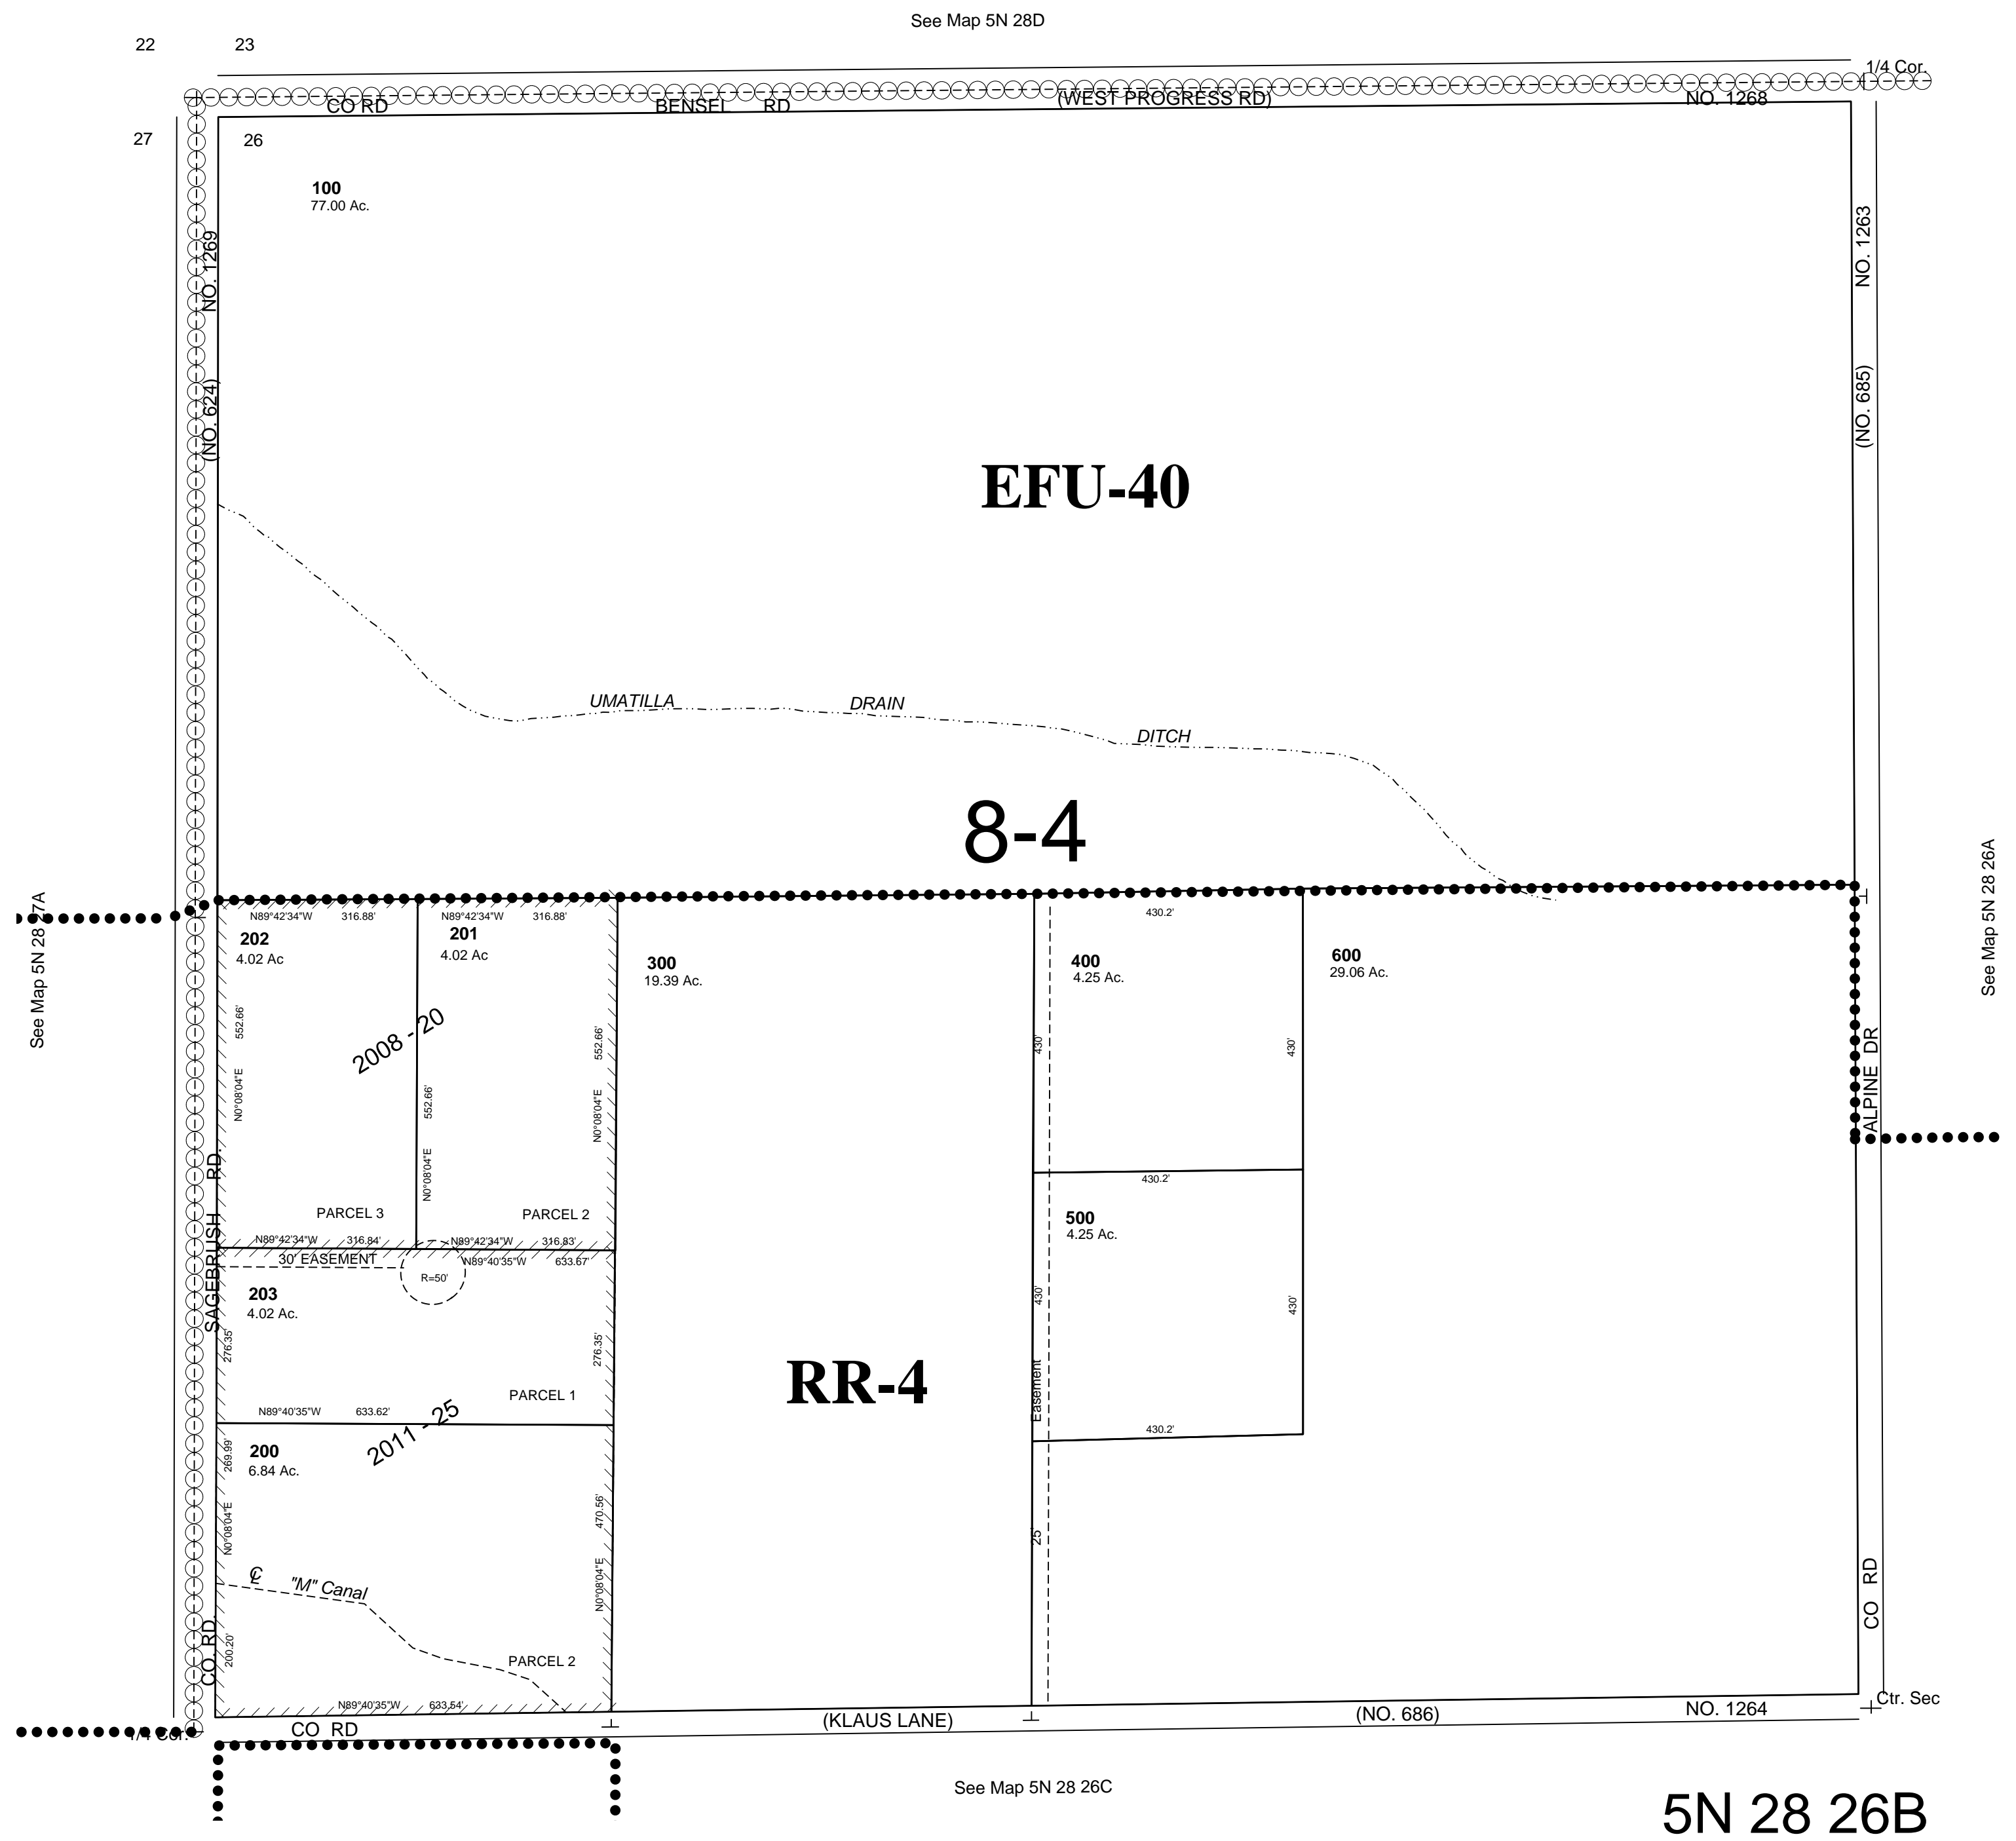 See Map 5N 28D
22
23
1/4 Cor.
CO RD BENSEL RD (WEST PROGRESS RD) NO. 1268
27
26
100
77.00 Ac.
NO. 1269
(NO. 624)
NO. 1263
(NO. 685)
EFU-40
UMATILLA DRAIN DITCH
8-4
See Map 5N 28 27A
See Map 5N 28 26A
N89°42'34"W 316.88'
N89°42'34"W 316.88'
430.2'
202
4.02 Ac
201
4.02 Ac
300
19.39 Ac.
400
4.25 Ac.
600
29.06 Ac.
552.66'
N0°08'04"E
2008 - 20
552.66'
N0°08'04"E
552.66'
N0°08'04"E
430'
430'
ALPINE DR
PARCEL 3
PARCEL 2
430.2'
500
4.25 Ac.
N89°42'34"W 316.84'
N89°42'34"W 316.83'
30' EASEMENT
N89°40'35"W 633.67'
R=50'
SAGEBRUSH RD.
203
4.02 Ac.
276.35'
276.35'
430'
430'
PARCEL 1
RR-4
Easement
N89°40'35"W 633.62'
2011 - 25
430.2'
200
6.84 Ac.
269.99'
N0°08'04"E
470.56'
N0°08'04"E
25'
℄ "M" Canal
CO RD
CO. RD.
200.20'
PARCEL 2
N89°40'35"W 633.54'
Ctr. Sec
1/4 Cor.
CO RD (KLAUS LANE) (NO. 686) NO. 1264
See Map 5N 28 26C
5N 28 26B